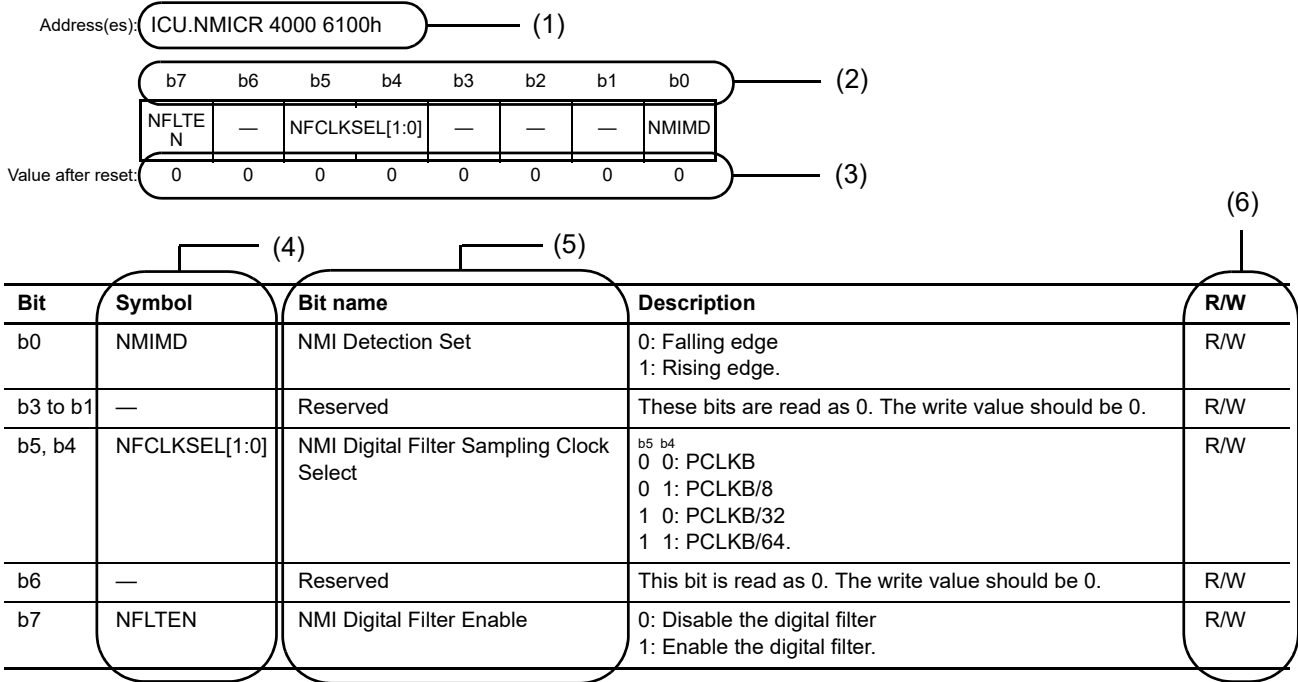 Address(es): ICU.NMICR 4000 6100h (1)
b7 b6 b5 b4 b3 b2 b1 b0 (2)
NFLTE
N — NFCLKSEL[1:0] — — — NMIMD
Value after reset: 0 0 0 0 0 0 0 0 (3)
(6)
(4) (5)
Bit Symbol Bit name Description R/W
b0 NMIMD NMI Detection Set 0: Falling edge R/W
1: Rising edge.
b3 to b1 — Reserved These bits are read as 0. The write value should be 0. R/W
b5, b4 NFCLKSEL[1:0] NMI Digital Filter Sampling Clock b5 b4 R/W
Select 0 0: PCLKB
0 1: PCLKB/8
1 0: PCLKB/32
1 1: PCLKB/64.
b6 — Reserved This bit is read as 0. The write value should be 0. R/W
b7 NFLTEN NMI Digital Filter Enable 0: Disable the digital filter R/W
1: Enable the digital filter.